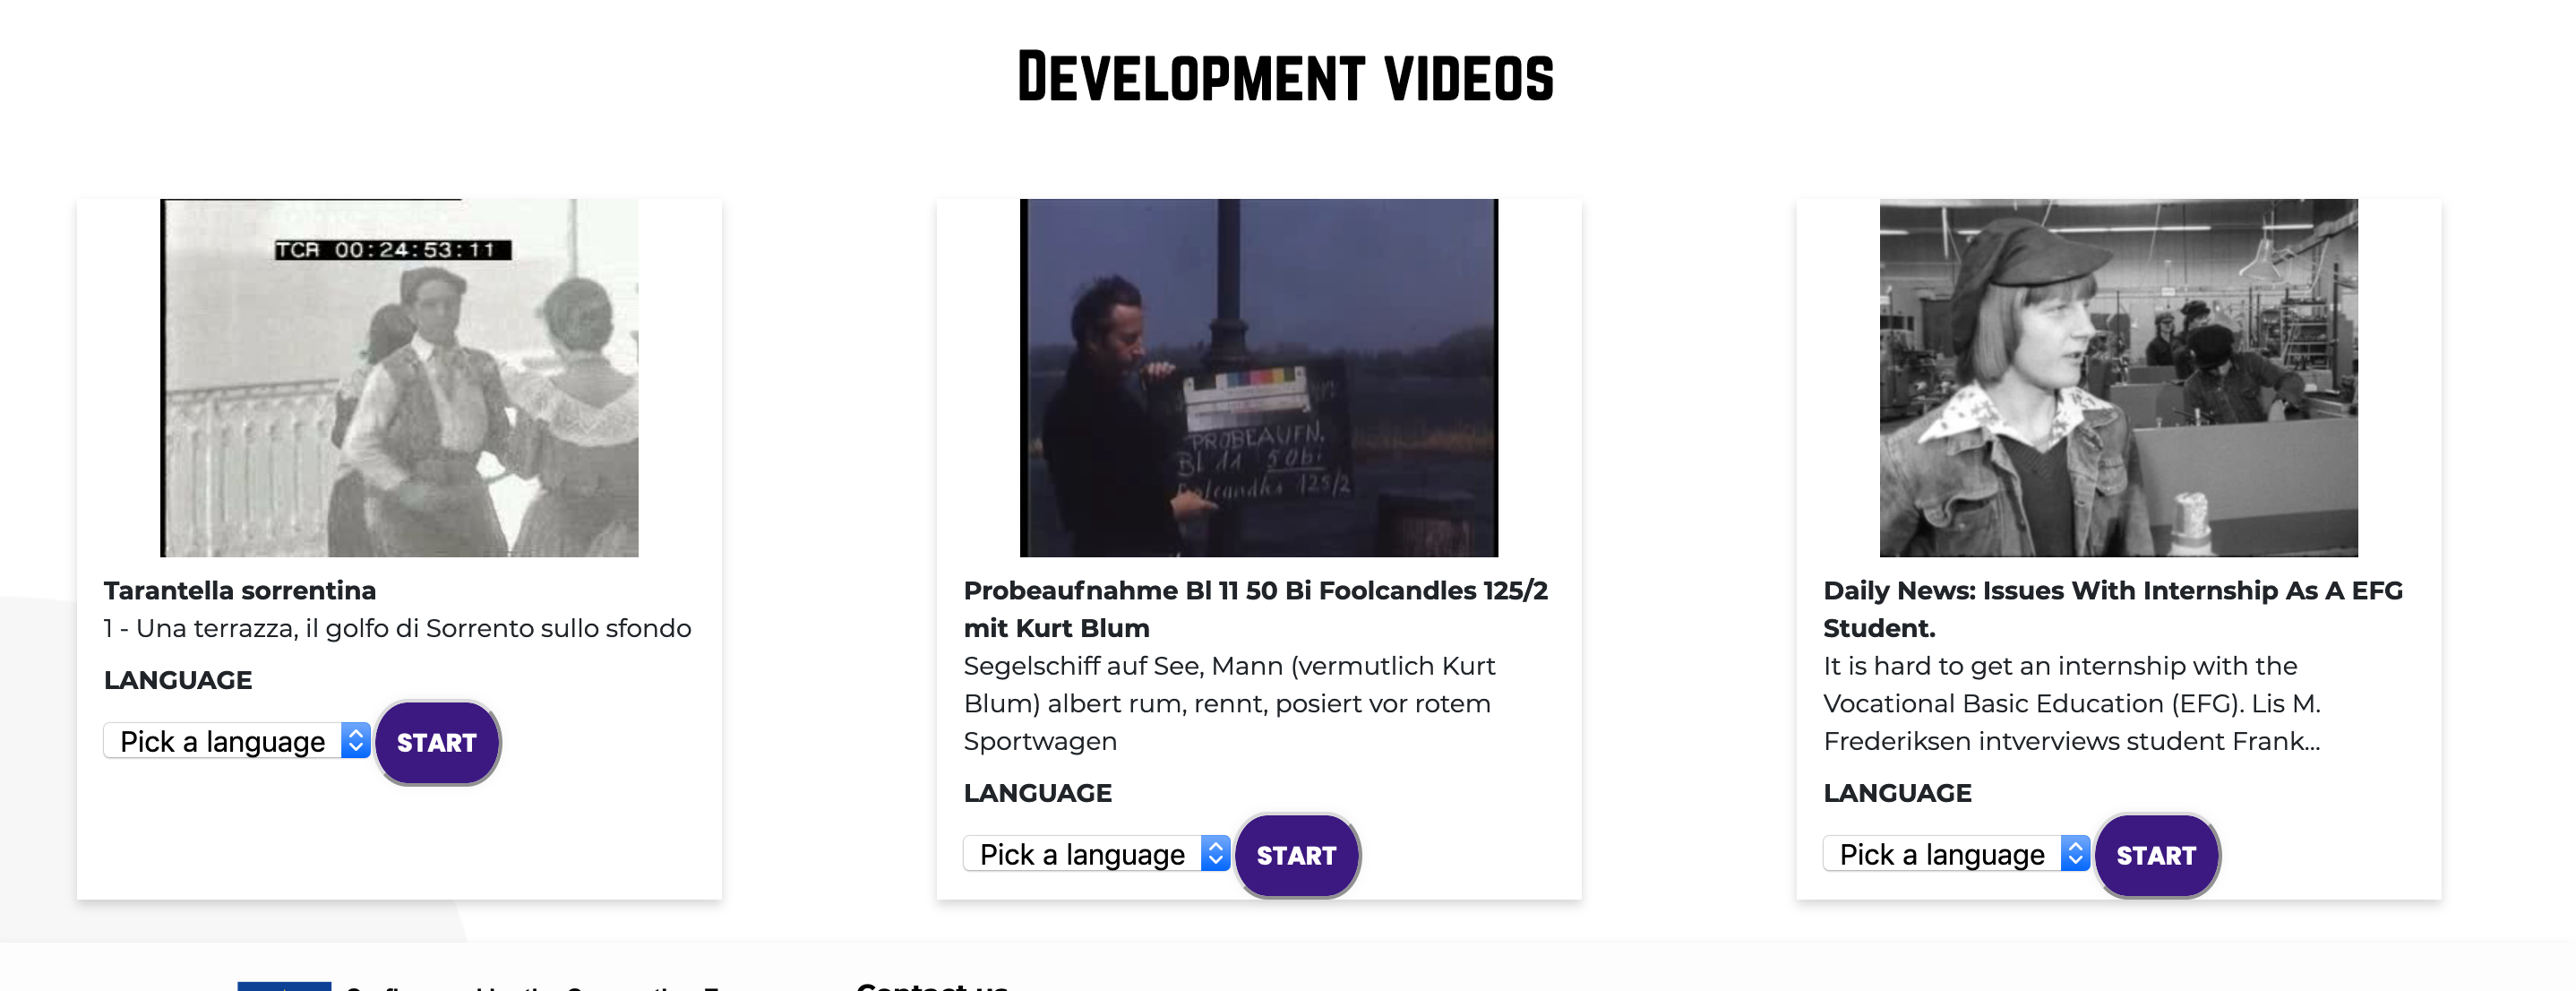 DEVELOPMENT VIDEOS
TCR 00:24:53:11
PROBEAUFN.
Bl 11 50bi
125/2
Tarantella sorrentina
1 - Una terrazza, il golfo di Sorrento sullo sfondo
LANGUAGE
Pick a language START
Probeaufnahme Bl 11 50 Bi Foolcandles 125/2
mit Kurt Blum
Segelschiff auf See, Mann (vermutlich Kurt
Blum) albert rum, rennt, posiert vor rotem
Sportwagen
LANGUAGE
Pick a language START
Daily News: Issues With Internship As A EFG
Student.
It is hard to get an internship with the
Vocational Basic Education (EFG). Lis M.
Frederiksen intverviews student Frank...
LANGUAGE
Pick a language START
Contact us